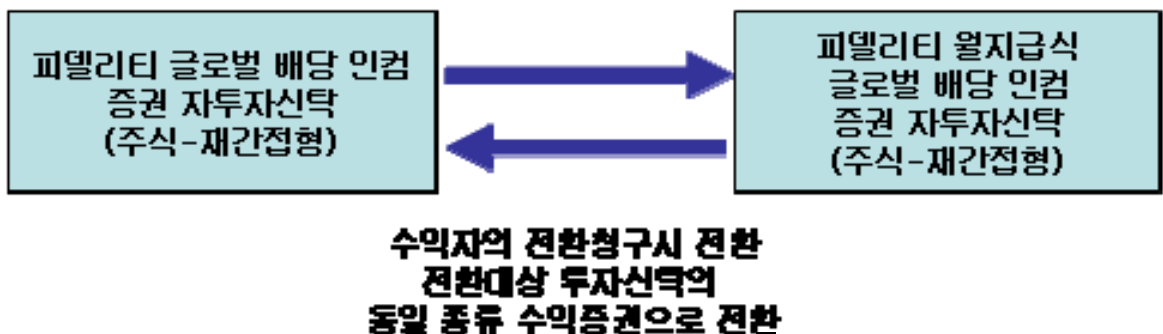 피델리티 글로벌 배당 인컴
증권 자투자신탁
(주식-재간접형)
피델리티 월지급식
글로벌 배당 인컴
증권 자투자신탁
(주식-재간접형)
수익자의 전환청구시 전환
전환대상 투자신탁의
동일 종류 수익증권으로 전환